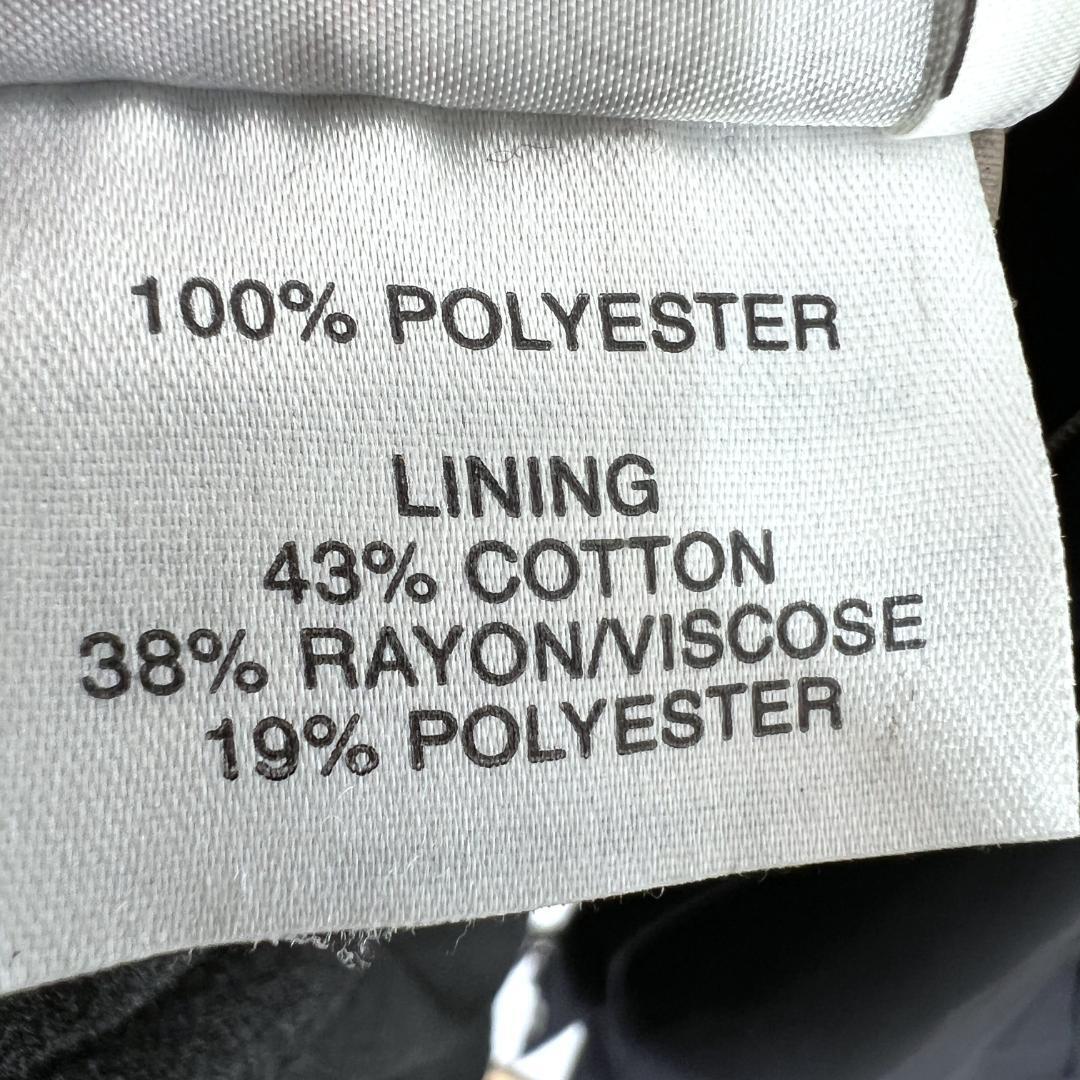 100% POLYESTER
LINING
43% COTTON
38% RAYON/VISCOSE
19% POLYESTER